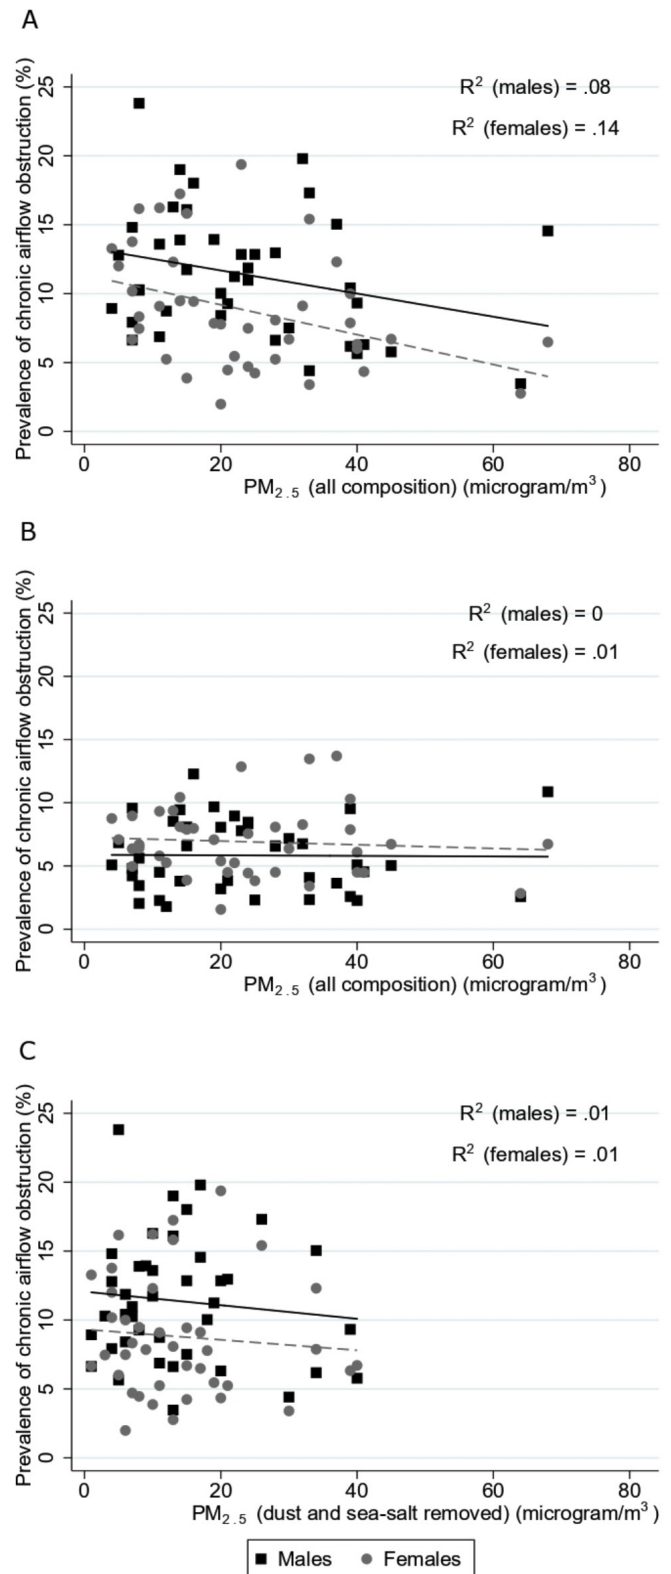 A
Prevalence of chronic airflow obstruction (%)
25
20
15
10
5
0
R² (males) = .08
R² (females) = .14
0 20 40 60 80
PM₂.₅ (all composition) (microgram/m³)
B
Prevalence of chronic airflow obstruction (%)
25
20
15
10
5
0
R² (males) = 0
R² (females) = .01
0 20 40 60 80
PM₂.₅ (all composition) (microgram/m³)
C
Prevalence of chronic airflow obstruction (%)
25
20
15
10
5
0
R² (males) = .01
R² (females) = .01
0 20 40 60 80
PM₂.₅ (dust and sea-salt removed) (microgram/m³)
Males Females